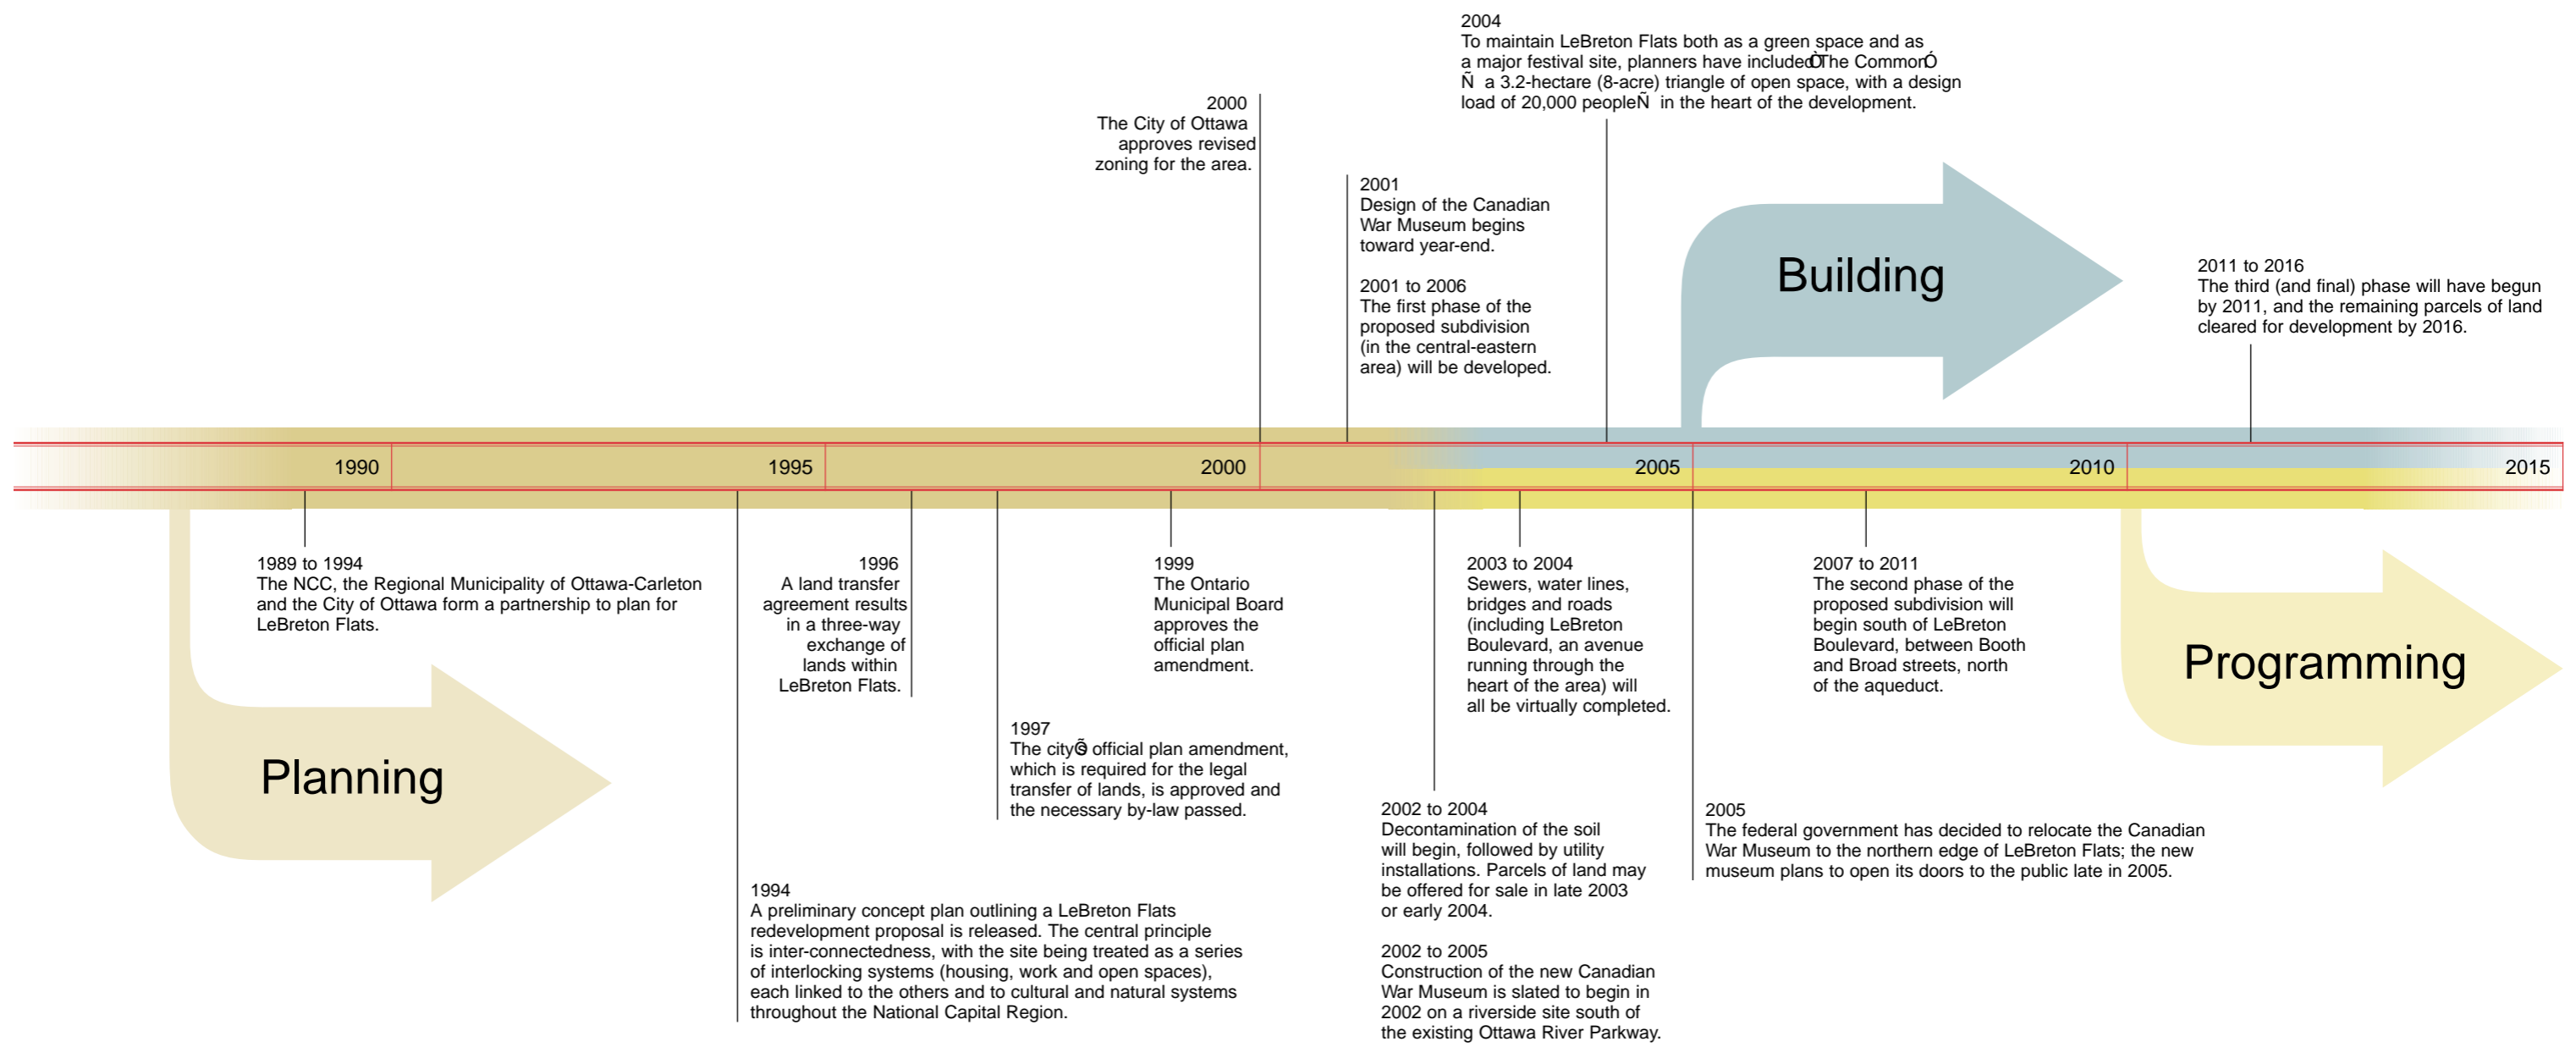 2004
To maintain LeBreton Flats both as a green space and as
a major festival site, planners have includedÒThe CommonÓ
Ñ a 3.2-hectare (8-acre) triangle of open space, with a design
load of 20,000 peopleÑ in the heart of the development.
2000
The City of Ottawa
approves revised
zoning for the area.
2001
Design of the Canadian
War Museum begins
toward year-end.
2001 to 2006
The first phase of the
proposed subdivision
(in the central-eastern
area) will be developed.
Building
2011 to 2016
The third (and final) phase will have begun
by 2011, and the remaining parcels of land
cleared for development by 2016.
1990
1995
2000
2005
2010
2015
1989 to 1994
The NCC, the Regional Municipality of Ottawa-Carleton
and the City of Ottawa form a partnership to plan for
LeBreton Flats.
Planning
1994
A preliminary concept plan outlining a LeBreton Flats
redevelopment proposal is released. The central principle
is inter-connectedness, with the site being treated as a series
of interlocking systems (housing, work and open spaces),
each linked to the others and to cultural and natural systems
throughout the National Capital Region.
1996
A land transfer
agreement results
in a three-way
exchange of
lands within
LeBreton Flats.
1997
The cityÕs official plan amendment,
which is required for the legal
transfer of lands, is approved and
the necessary by-law passed.
1999
The Ontario
Municipal Board
approves the
official plan
amendment.
2002 to 2004
Decontamination of the soil
will begin, followed by utility
installations. Parcels of land may
be offered for sale in late 2003
or early 2004.
2002 to 2005
Construction of the new Canadian
War Museum is slated to begin in
2002 on a riverside site south of
the existing Ottawa River Parkway.
2003 to 2004
Sewers, water lines,
bridges and roads
(including LeBreton
Boulevard, an avenue
running through the
heart of the area) will
all be virtually completed.
2005
The federal government has decided to relocate the Canadian
War Museum to the northern edge of LeBreton Flats; the new
museum plans to open its doors to the public late in 2005.
2007 to 2011
The second phase of the
proposed subdivision will
begin south of LeBreton
Boulevard, between Booth
and Broad streets, north
of the aqueduct.
Programming